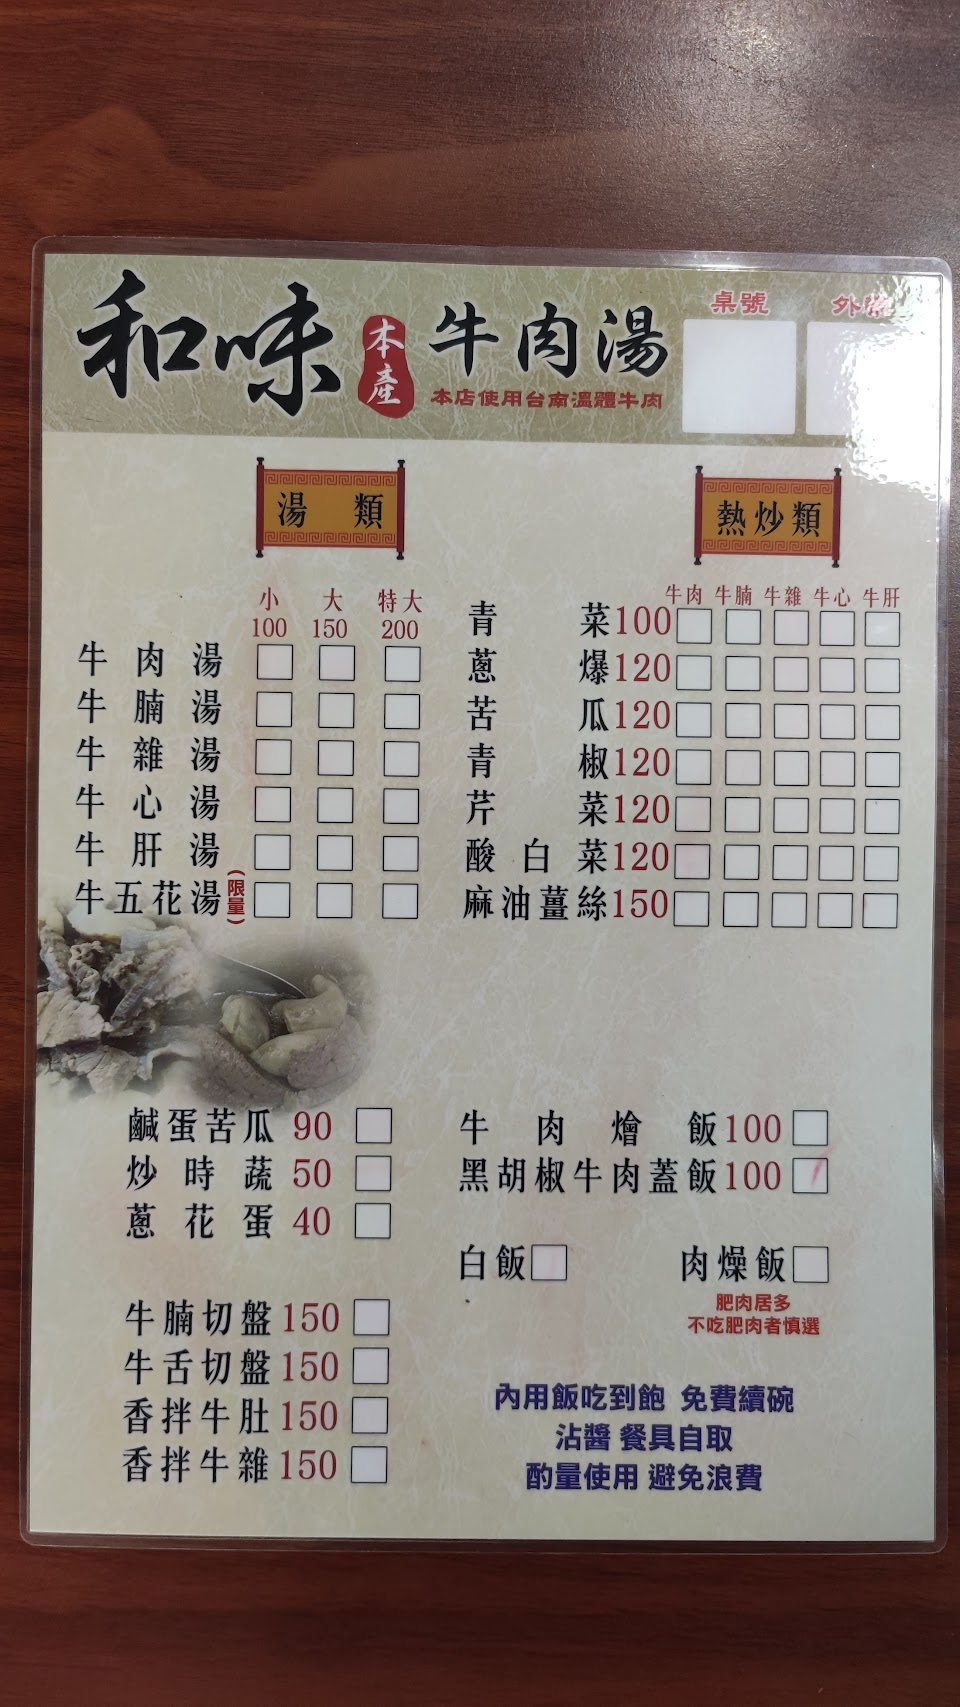 和味 本產 牛肉湯
本店使用台南溫體牛肉
桌號
湯類
小 大 特大
100 150 200
牛肉湯
牛腩湯
牛雜湯
牛心湯
牛肝湯
牛五花湯(限量)
熱炒類
牛肉 牛腩 牛雜 牛心 牛肝
青菜100
蔥爆120
苦瓜120
青椒120
芹菜120
酸白菜120
麻油薑絲150
鹹蛋苦瓜 90
炒時蔬 50
蔥花蛋 40
牛腩切盤150
牛舌切盤150
香拌牛肚150
香拌牛雜150
牛肉燴飯100
黑胡椒牛肉蓋飯100
白飯
肉燥飯
肥肉居多
不吃肥肉者慎選
內用飯吃到飽 免費續碗
沾醬 餐具自取
酌量使用 避免浪費